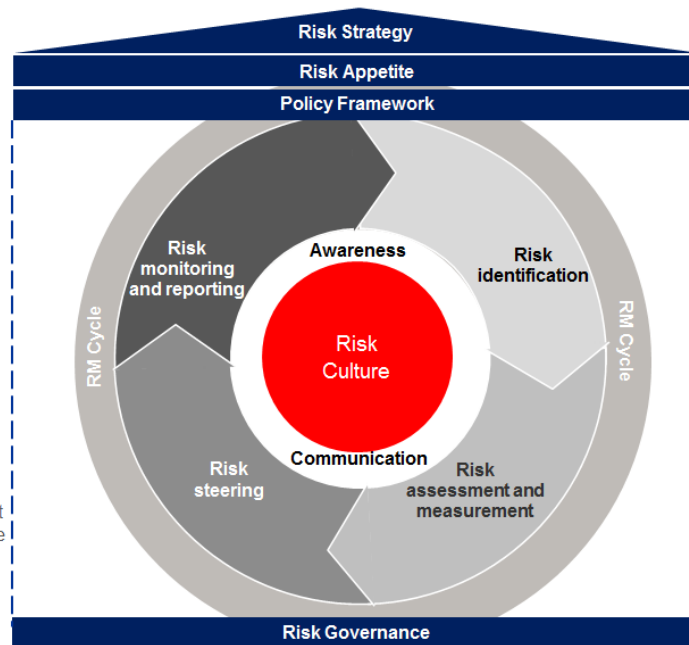 Risk Strategy
Risk Appetite
Policy Framework
Awareness
Risk
monitoring
and reporting
Risk
identification
RM Cycle
RM Cycle
Risk
Culture
Communication
Risk
steering
Risk
assessment and
measurement
Risk Governance